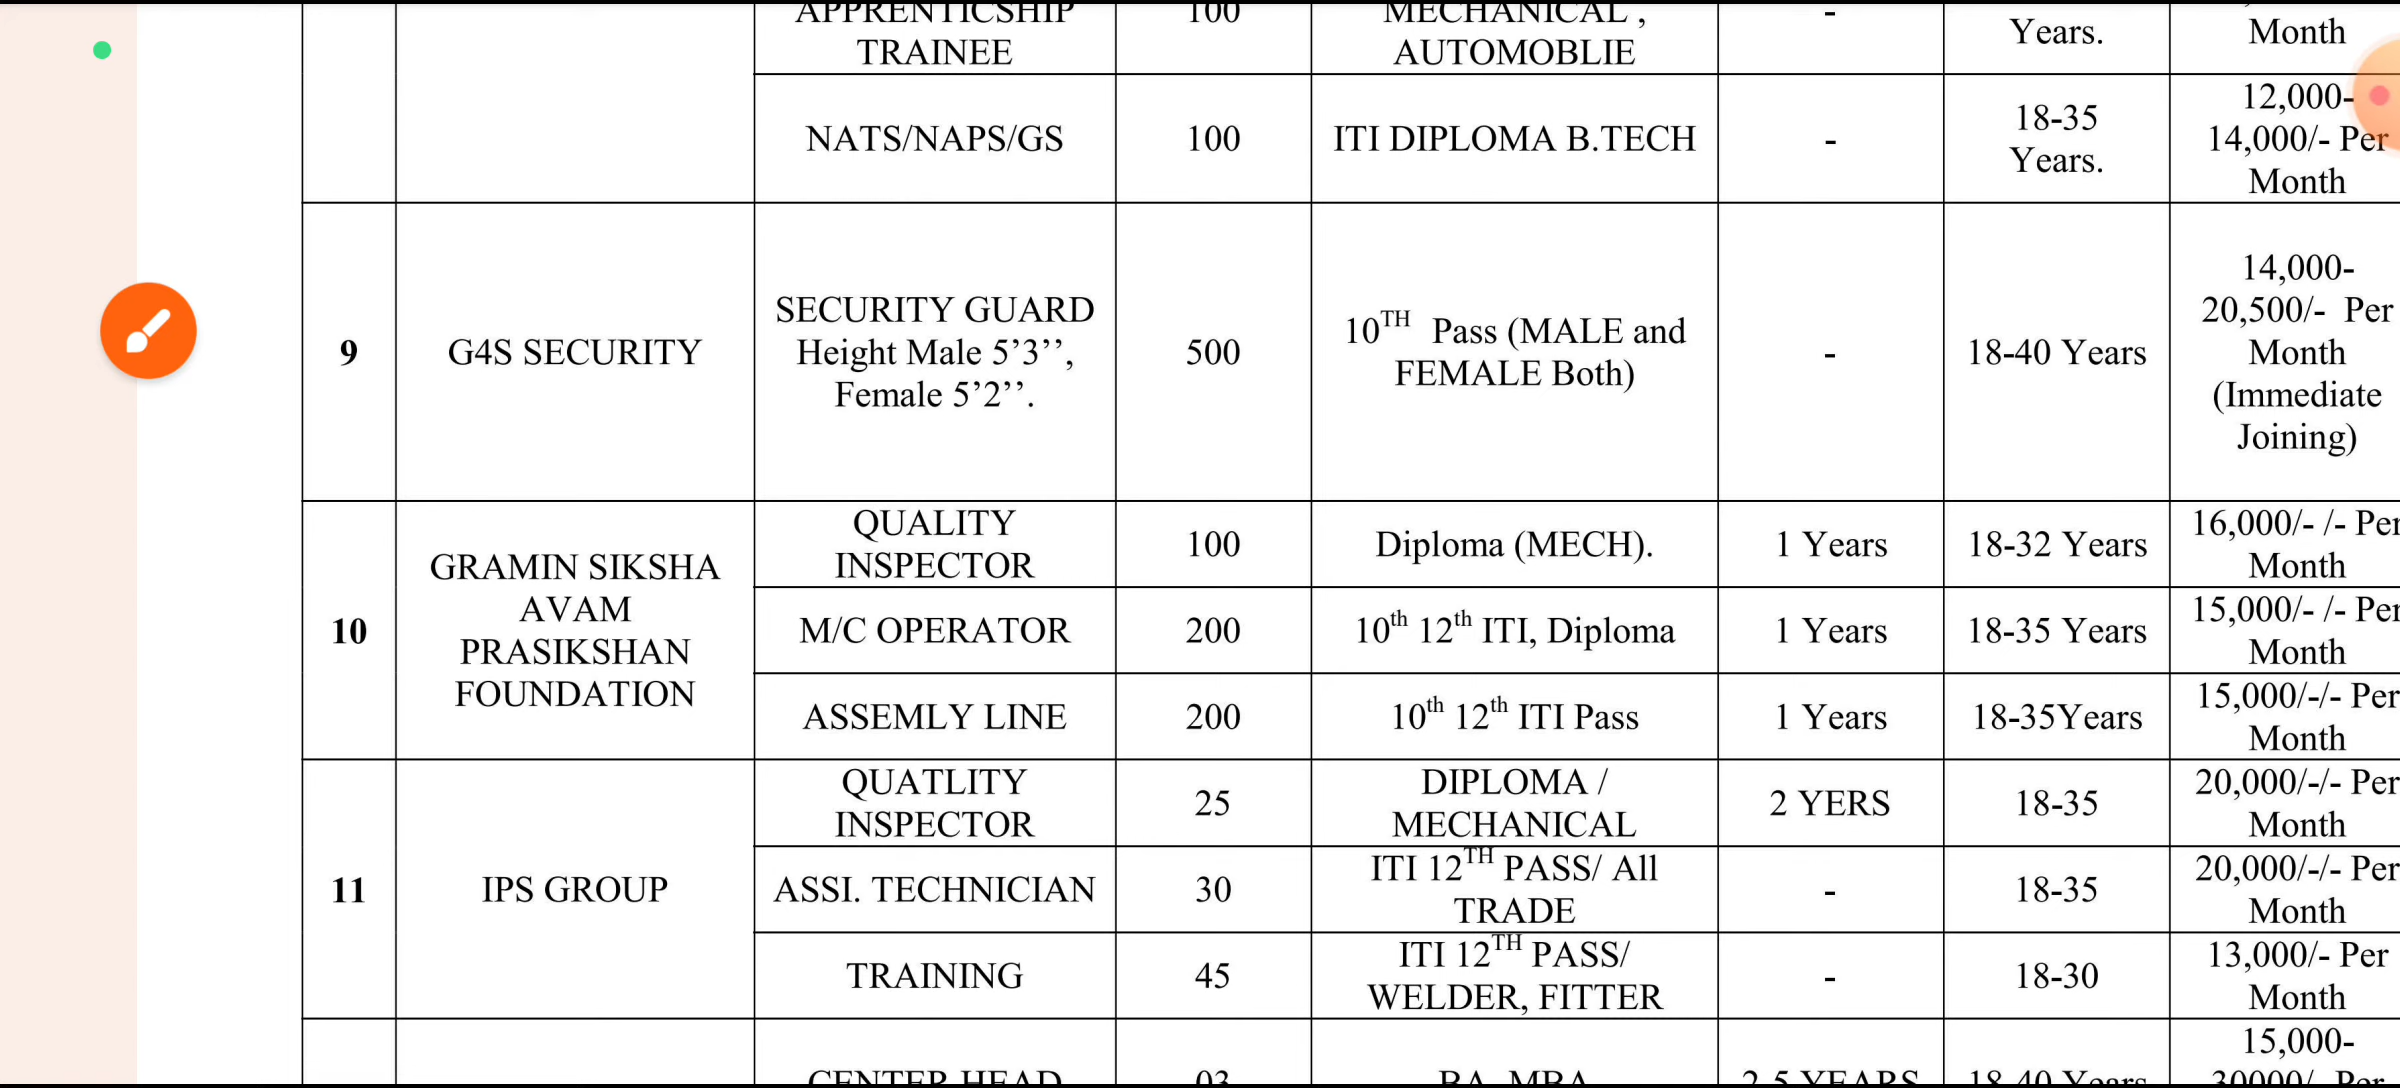 APPRENTICSHIP
TRAINEE
100
MECHANICAL ,
AUTOMOBLIE
-
Years.
Month
NATS/NAPS/GS
100
ITI DIPLOMA B.TECH
-
18-35
Years.
12,000-
14,000/- Per
Month
9
G4S SECURITY
SECURITY GUARD
Height Male 5’3’’,
Female 5’2’’.
500
10TH Pass (MALE and
FEMALE Both)
-
18-40 Years
14,000-
20,500/- Per
Month
(Immediate
Joining)
10
GRAMIN SIKSHA
AVAM
PRASIKSHAN
FOUNDATION
QUALITY
INSPECTOR
100
Diploma (MECH).
1 Years
18-32 Years
16,000/- /- Per
Month
M/C OPERATOR
200
10th 12th ITI, Diploma
1 Years
18-35 Years
15,000/- /- Per
Month
ASSEMLY LINE
200
10th 12th ITI Pass
1 Years
18-35Years
15,000/-/- Per
Month
11
IPS GROUP
QUATLITY
INSPECTOR
25
DIPLOMA /
MECHANICAL
2 YERS
18-35
20,000/-/- Per
Month
ASSI. TECHNICIAN
30
ITI 12TH PASS/ All
TRADE
-
18-35
20,000/-/- Per
Month
TRAINING
45
ITI 12TH PASS/
WELDER, FITTER
-
18-30
13,000/- Per
Month
CENTER HEAD
03
BA, MBA
YEARS
18-40 Years
15,000-
30000/- Per